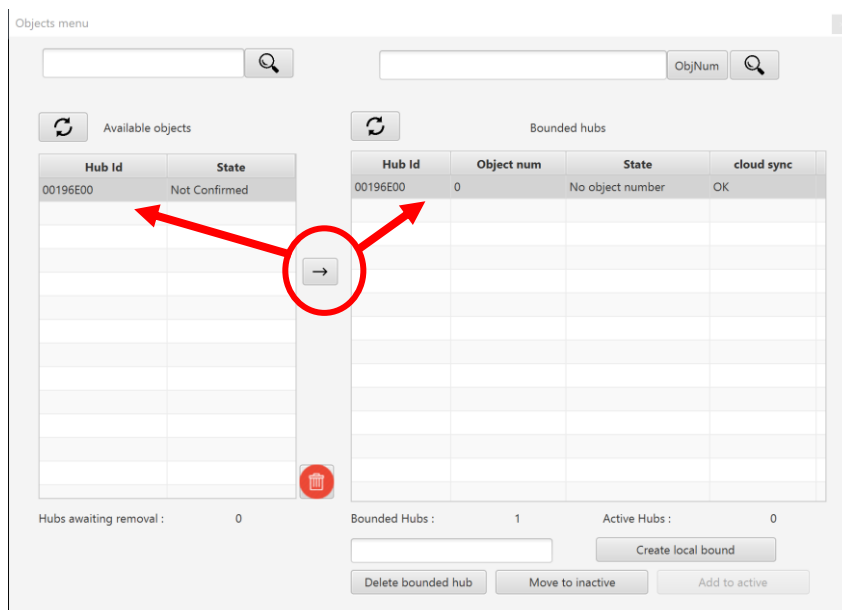 Objects menu
ObjNum
Available objects
Bounded hubs
Hub Id State
00196E00 Not Confirmed
Hub Id Object num State cloud sync
00196E00 0 No object number OK
→
Hubs awaiting removal : 0
Bounded Hubs : 1 Active Hubs : 0
Create local bound
Delete bounded hub Move to inactive Add to active